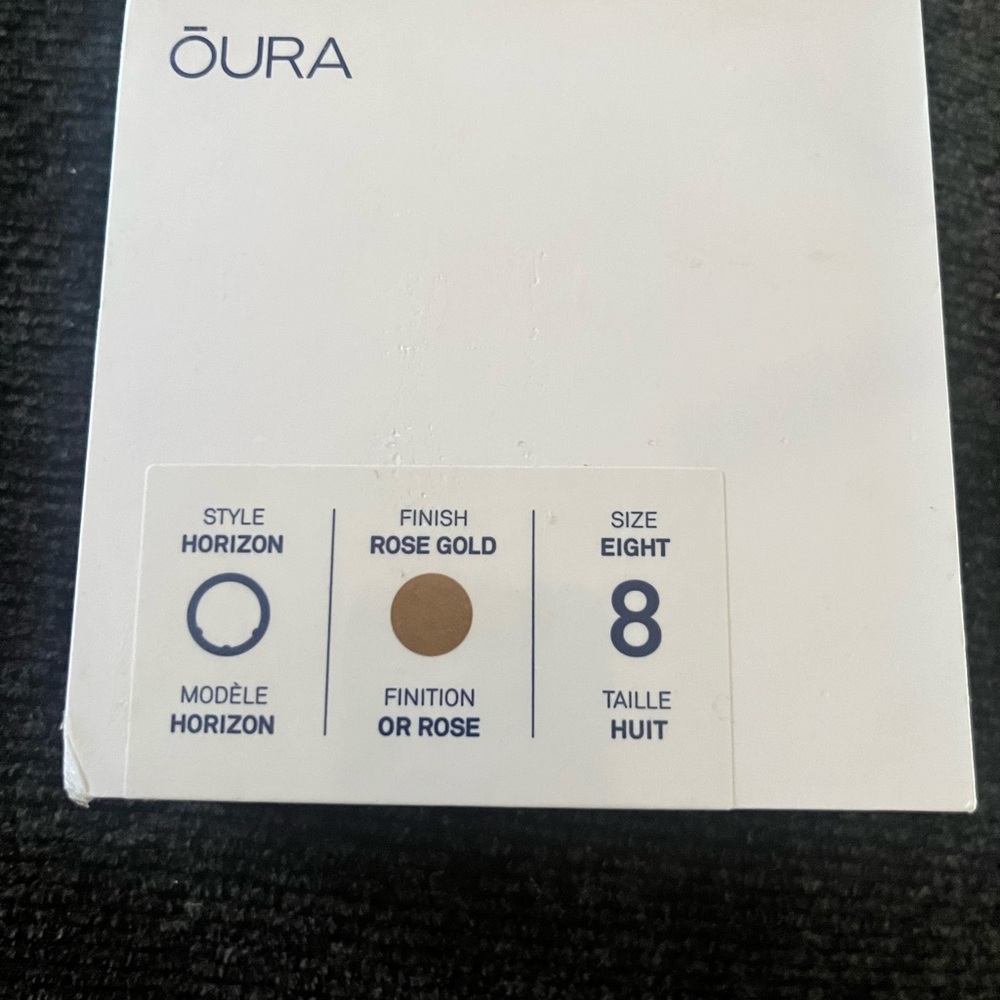 ŌURA
STYLE
HORIZON
MODÈLE
HORIZON
FINISH
ROSE GOLD
FINITION
OR ROSE
SIZE
EIGHT
8
TAILLE
HUIT